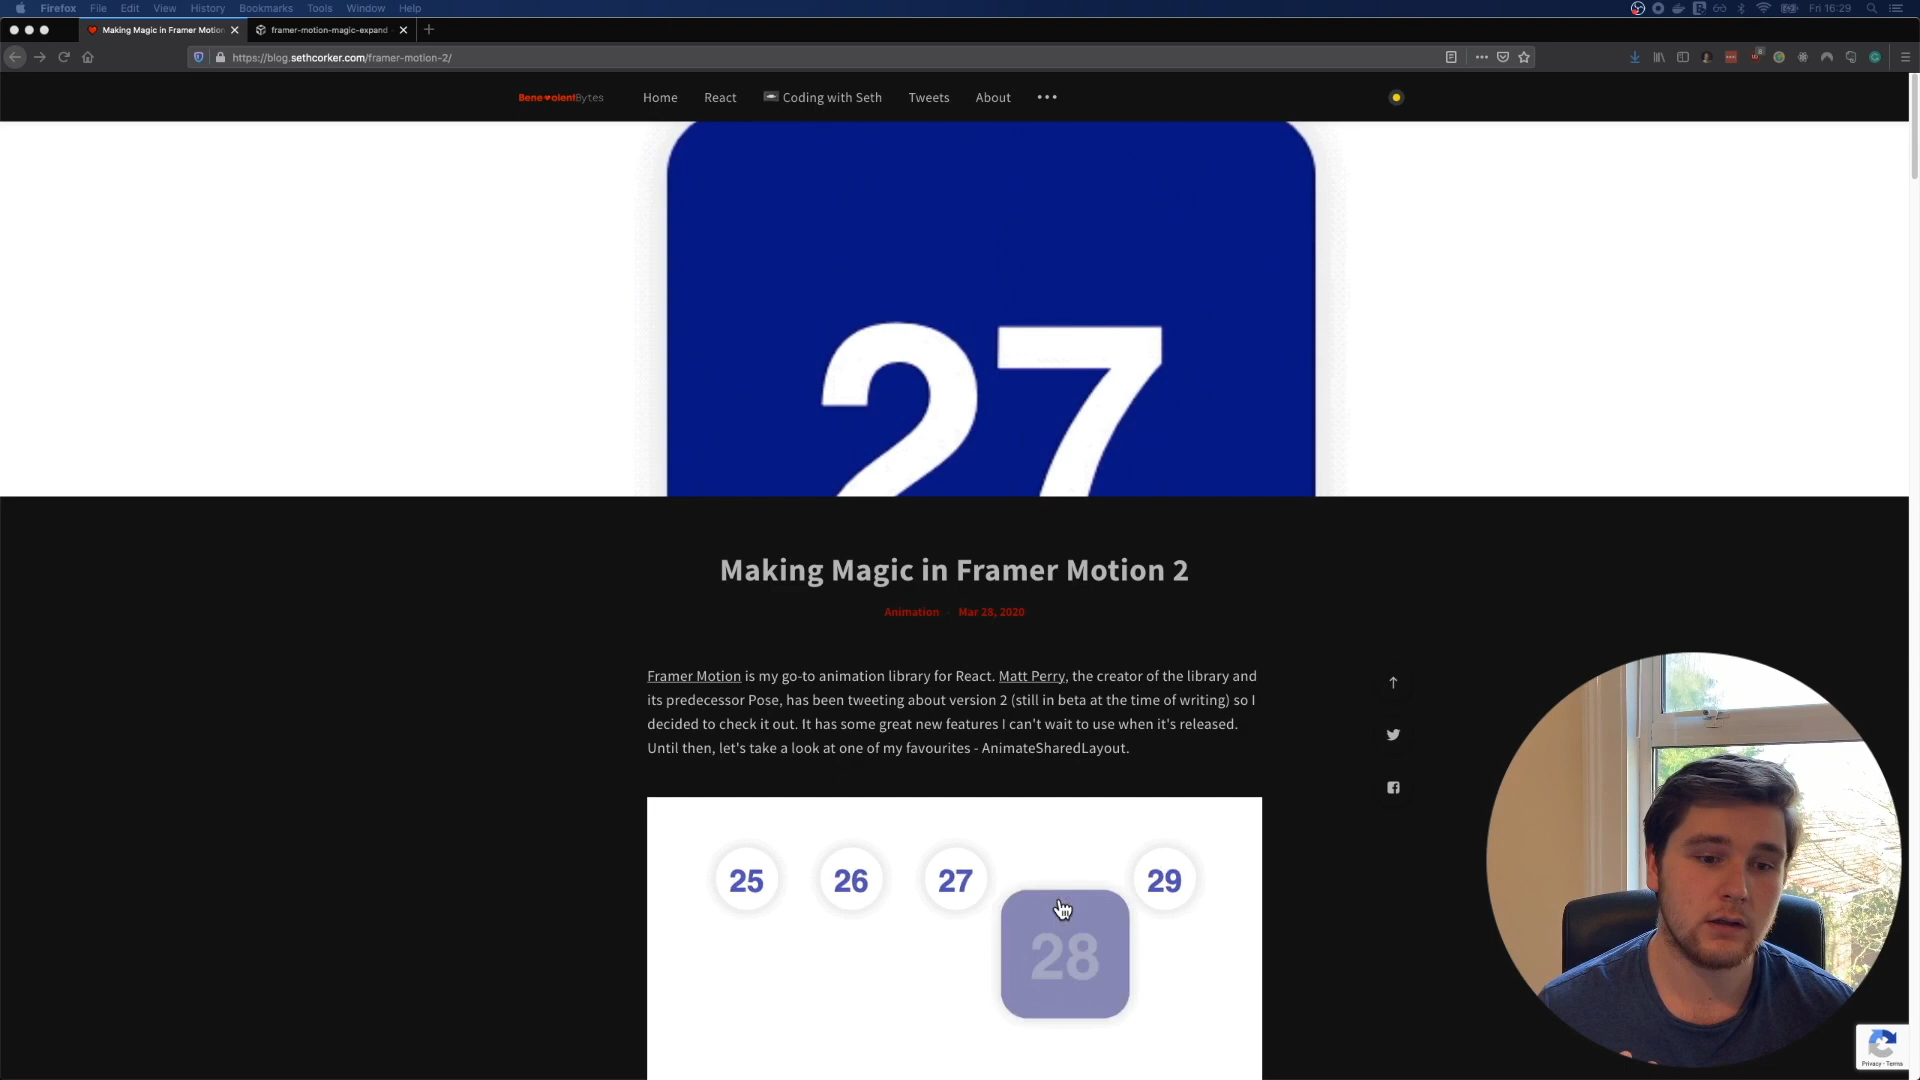 Firefox File Edit View History Bookmarks Tools Window Help Fri 16:29
Making Magic in Framer Motion framer-motion-magic-expand
https://blog.sethcorker.com/framer-motion-2/
Bene♥olentBytes Home React Coding with Seth Tweets About •••
27
Making Magic in Framer Motion 2
Animation · Mar 28, 2020
Framer Motion is my go-to animation library for React. Matt Perry, the creator of the library and
its predecessor Pose, has been tweeting about version 2 (still in beta at the time of writing) so I
decided to check it out. It has some great new features I can't wait to use when it's released.
Until then, let's take a look at one of my favourites - AnimateSharedLayout.
25 26 27 29
28
Privacy - Terms